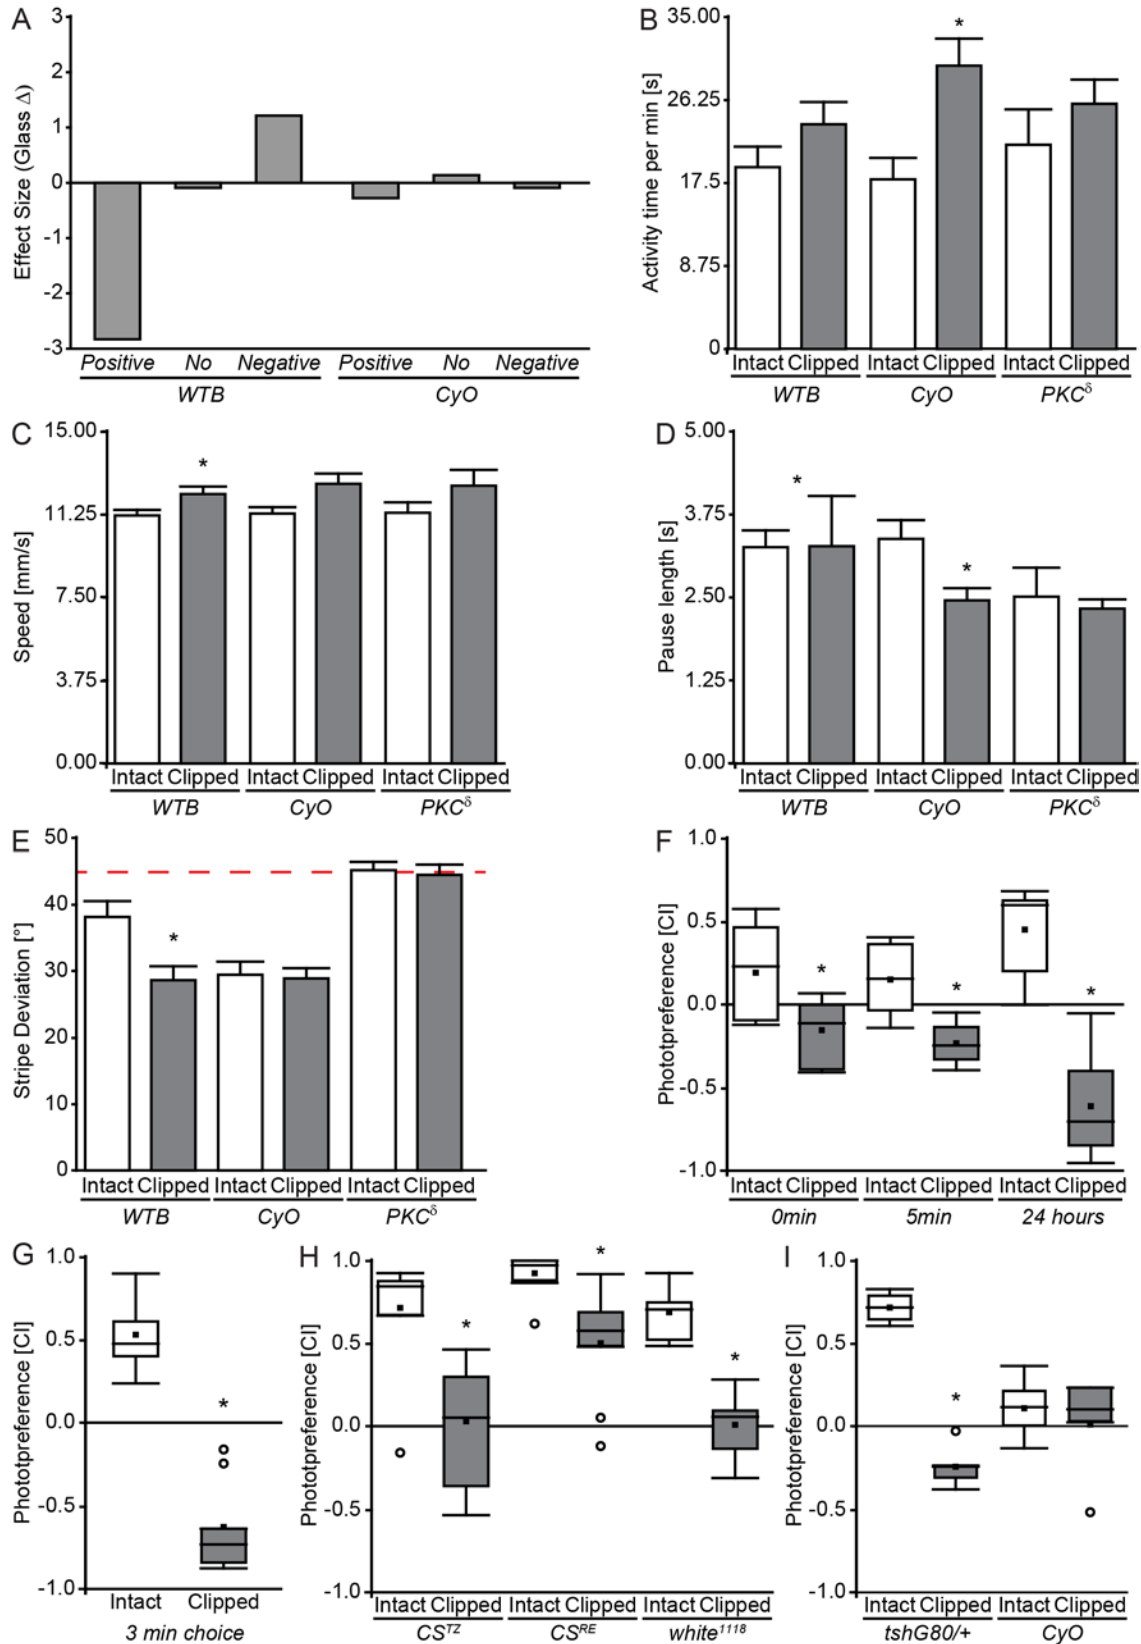 A
3
2
1
0
-1
-2
-3
Effect Size (Glass Δ)
Positive No Negative Positive No Negative
WTB CyO
B
35.00
26.25
17.5
8.75
0
Activity time per min [s]
*
Intact Clipped Intact Clipped Intact Clipped
WTB CyO PKCδ
C
15.00
11.25
7.50
3.75
0.00
Speed [mm/s]
*
Intact Clipped Intact Clipped Intact Clipped
WTB CyO PKCδ
D
5.00
3.75
2.50
1.25
0.00
Pause length [s]
* *
Intact Clipped Intact Clipped Intact Clipped
WTB CyO PKCδ
E
50
40
30
20
10
0
Stripe Deviation [°]
*
Intact Clipped Intact Clipped Intact Clipped
WTB CyO PKCδ
F
1.0
0.5
0.0
-0.5
-1.0
Phototpreference [CI]
* * *
Intact Clipped Intact Clipped Intact Clipped
0min 5min 24 hours
G
1.0
0.5
0.0
-0.5
-1.0
Phototpreference [CI]
*
Intact Clipped
3 min choice
H
1.0
0.5
0.0
-0.5
-1.0
Phototpreference [CI]
* * *
Intact Clipped Intact Clipped Intact Clipped
CSTZ CSRE white1118
I
1.0
0.5
0.0
-0.5
-1.0
Phototpreference [CI]
*
Intact Clipped Intact Clipped
tshG80/+ CyO